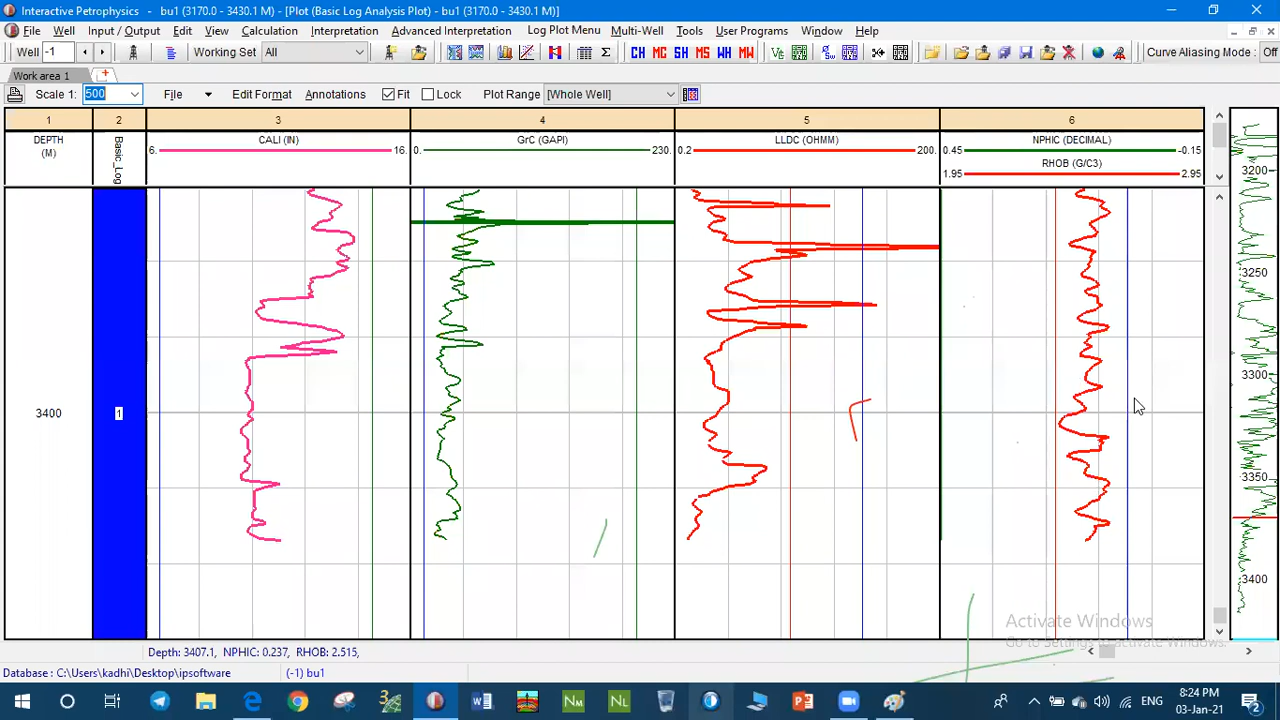 Interactive Petrophysics - bu1 (3170.0 - 3430.1 M) - [Plot (Basic Log Analysis Plot) - bu1 (3170.0 - 3430.1 M)]
File Well Input / Output Edit View Calculation Interpretation Advanced Interpretation Log Plot Menu Multi-Well Tools User Programs Window Help
Well -1 Working Set All CH MC SH MS WH MW Curve Aliasing Mode : Off
Work area 1
Scale 1: 500 File Edit Format Annotations Fit Lock Plot Range [Whole Well]
1 2 3 4 5 6
DEPTH
(M)
Basic_Log
CALI (IN)
6. 16.
GrC (GAPI)
0. 230.
LLDC (OHMM)
0.2 200.
NPHIC (DECIMAL)
0.45 -0.15
RHOB (G/C3)
1.95 2.95
3200
3250
3300
3350
3400
3400 1
Activate Windows
Go to Settings to activate Windows.
Depth: 3407.1, NPHIC: 0.237, RHOB: 2.515,
Database : C:\Users\kadhi\Desktop\ipsoftware (-1) bu1
ENG
8:24 PM
03-Jan-21